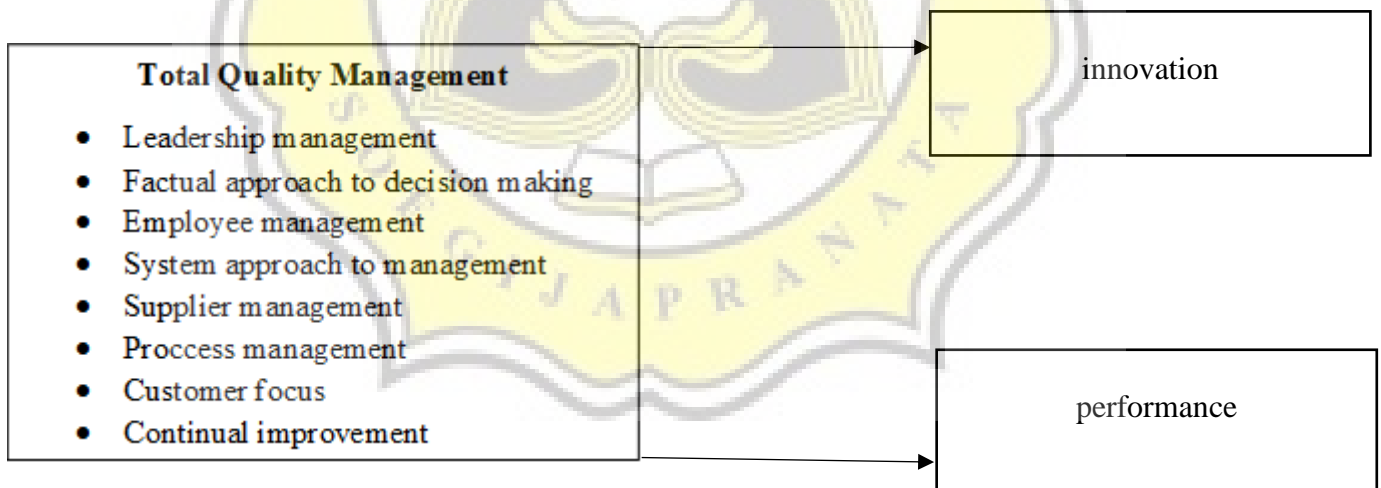 Total Quality Management
• Leadership management
• Factual approach to decision making
• Employee management
• System approach to management
• Supplier management
• Proccess management
• Customer focus
• Continual improvement
innovation
performance
SOEGIJAPRANATA